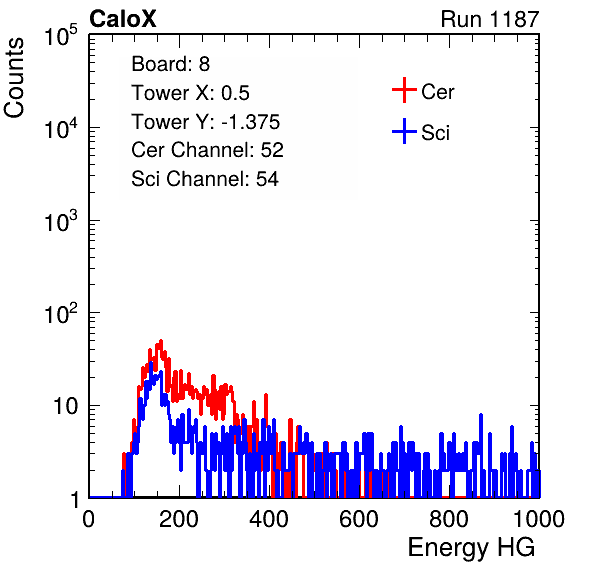 CaloX Run 1187
Counts
10^5
10^4
10^3
10^2
10
1
Board: 8
Tower X: 0.5
Tower Y: -1.375
Cer Channel: 52
Sci Channel: 54
Cer
Sci
0 200 400 600 800 1000
Energy HG